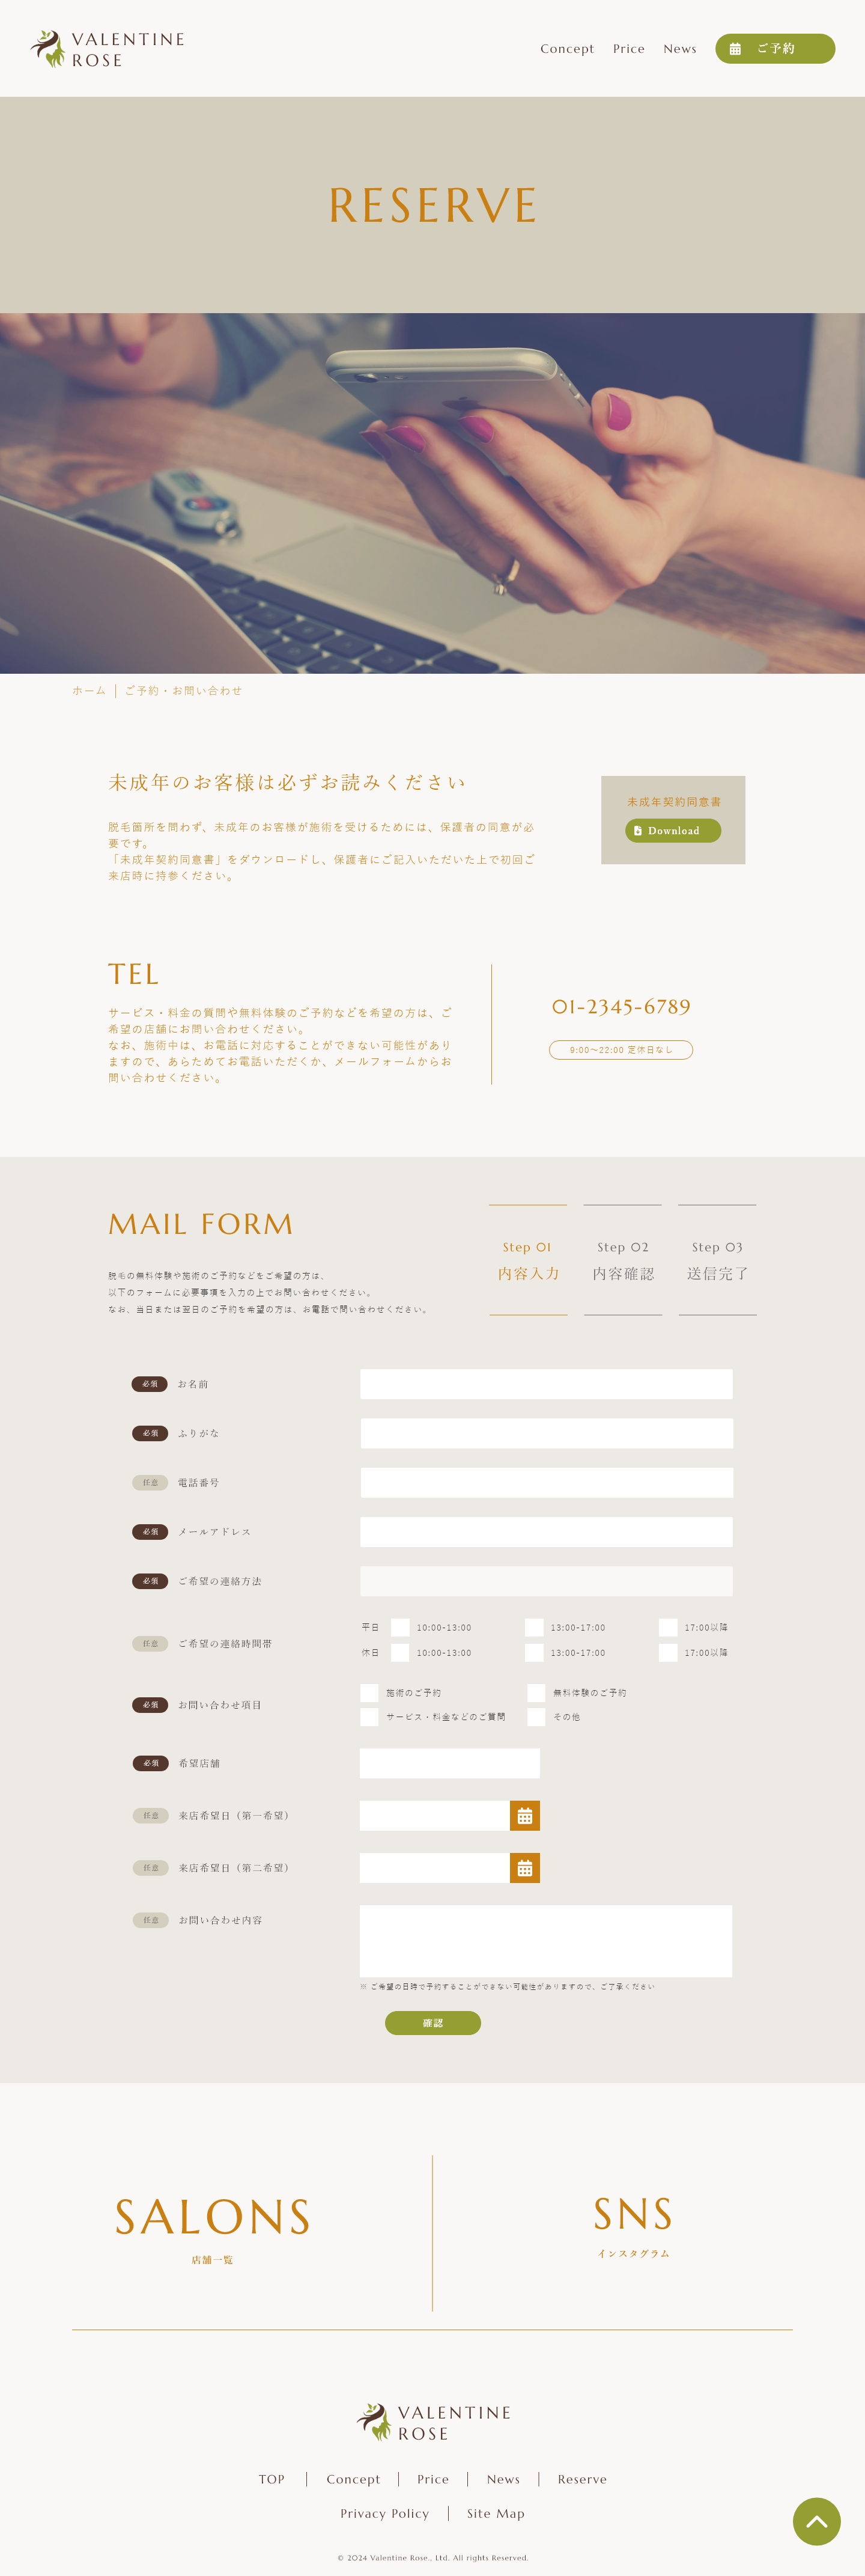 VALENTINE
ROSE
Concept
Price
News
ご予約
RESERVE
ホーム
ご予約・お問い合わせ
未成年のお客様は必ずお読みください
脱毛箇所を問わず、未成年のお客様が施術を受けるためには、保護者の同意が必
要です。
「未成年契約同意書」をダウンロードし、保護者にご記入いただいた上で初回ご
来店時に持参ください。
未成年契約同意書
Download
TEL
サービス・料金の質問や無料体験のご予約などを希望の方は、ご
希望の店舗にお問い合わせください。
なお、施術中は、お電話に対応することができない可能性があり
ますので、あらためてお電話いただくか、メールフォームからお
問い合わせください。
01-2345-6789
9:00〜22:00 定休日なし
MAIL FORM
脱毛の無料体験や施術のご予約などをご希望の方は、
以下のフォームに必要事項を入力の上でお問い合わせください。
なお、当日または翌日のご予約を希望の方は、お電話で問い合わせください。
Step 01
内容入力
Step 02
内容確認
Step 03
送信完了
必須 お名前
必須 ふりがな
任意 電話番号
必須 メールアドレス
必須 ご希望の連絡方法
任意 ご希望の連絡時間帯
平日 10:00-13:00 13:00-17:00 17:00以降
休日 10:00-13:00 13:00-17:00 17:00以降
必須 お問い合わせ項目
施術のご予約 無料体験のご予約
サービス・料金などのご質問 その他
必須 希望店舗
任意 来店希望日（第一希望）
任意 来店希望日（第二希望）
任意 お問い合わせ内容
※ ご希望の日時で予約することができない可能性がありますので、ご了承ください
確認
SALONS
店舗一覧
SNS
インスタグラム
VALENTINE
ROSE
TOP
Concept
Price
News
Reserve
Privacy Policy
Site Map
© 2024 Valentine Rose., Ltd. All rights Reserved.